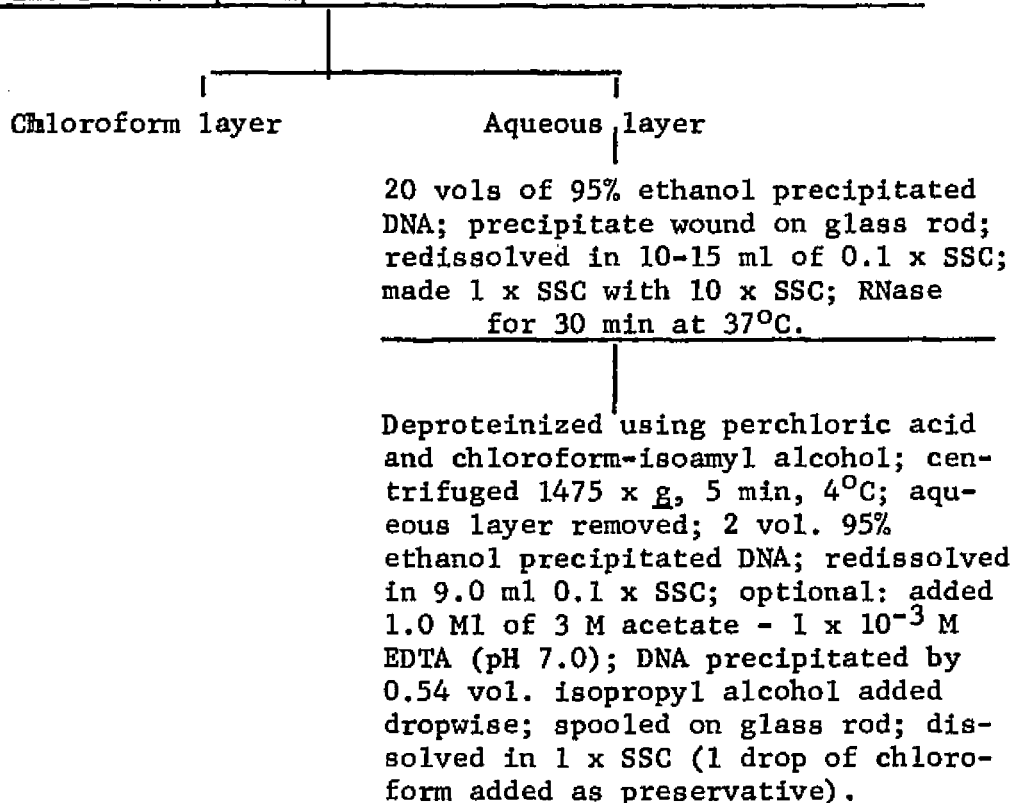 Chloroform layer
Aqueous layer
20 vols of 95% ethanol precipitated
DNA; precipitate wound on glass rod;
redissolved in 10-15 ml of 0.1 x SSC;
made 1 x SSC with 10 x SSC; RNase
for 30 min at 37°C.
Deproteinized using perchloric acid
and chloroform-isoamyl alcohol; cen-
trifuged 1475 x g, 5 min, 4°C; aqu-
eous layer removed; 2 vol. 95%
ethanol precipitated DNA; redissolved
in 9.0 ml 0.1 x SSC; optional: added
1.0 Ml of 3 M acetate - 1 x 10⁻³ M
EDTA (pH 7.0); DNA precipitated by
0.54 vol. isopropyl alcohol added
dropwise; spooled on glass rod; dis-
solved in 1 x SSC (1 drop of chloro-
form added as preservative).